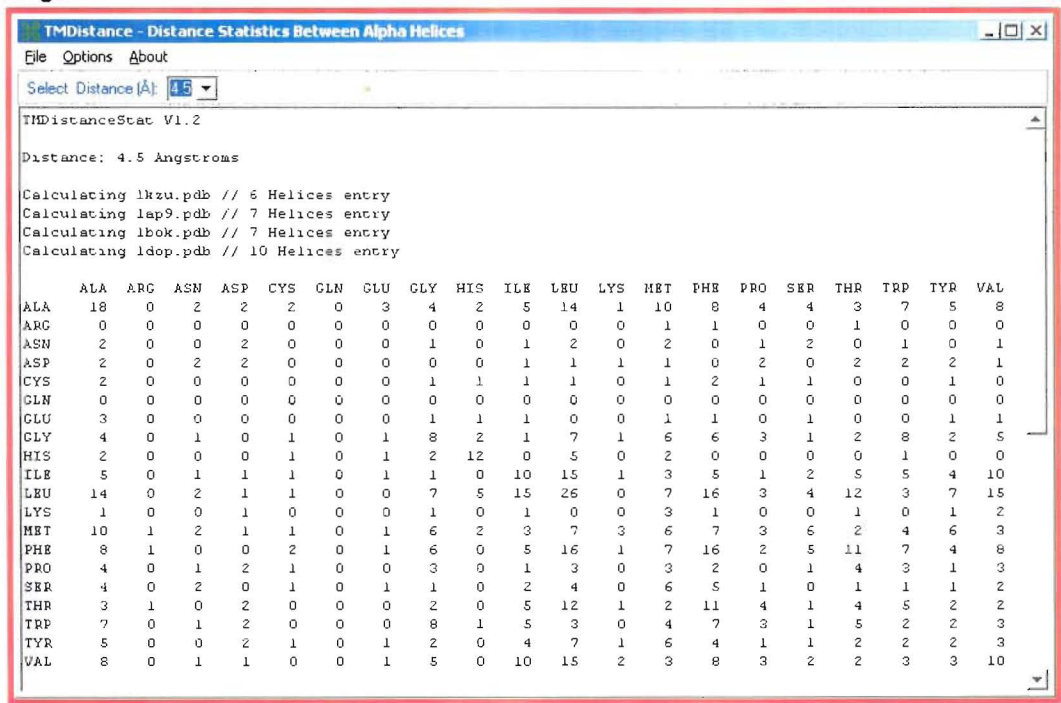 TMDistance - Distance Statistics Between Alpha Helices
File Options About
Select Distance (Å): 4.5
TMDistanceStat V1.2
Distance: 4.5 Angstroms
Calculating 1kzu.pdb // 6 Helices entry
Calculating 1ap9.pdb // 7 Helices entry
Calculating 1bok.pdb // 7 Helices entry
Calculating 1dop.pdb // 10 Helices entry
ALA ARG ASN ASP CYS GLN GLU GLY HIS ILE LEU LYS MET PHE PRO SER THR TRP TYR VAL
ALA 18 0 2 2 2 0 3 4 2 5 14 1 10 8 4 4 3 7 5 8
ARG 0 0 0 0 0 0 0 0 0 0 0 0 1 1 0 0 1 0 0 0
ASN 2 0 0 2 0 0 0 1 0 1 2 0 2 0 1 2 0 1 0 1
ASP 2 0 2 2 0 0 0 0 0 1 1 1 1 0 2 0 2 2 2 1
CYS 2 0 0 0 0 0 0 1 1 1 1 0 1 2 1 1 0 0 1 0
GLN 0 0 0 0 0 0 0 0 0 0 0 0 0 0 0 0 0 0 0 0
GLU 3 0 0 0 0 0 0 1 1 1 0 0 1 1 0 1 0 0 1 1
GLY 4 0 1 0 1 0 1 8 2 1 7 1 6 6 3 1 2 8 2 5
HIS 2 0 0 0 1 0 1 2 12 0 5 0 2 0 0 0 0 1 0 0
ILE 5 0 1 1 1 0 1 1 0 10 15 1 3 5 1 2 5 5 4 10
LEU 14 0 2 1 1 0 0 7 5 15 26 0 7 16 3 4 12 3 7 15
LYS 1 0 0 1 0 0 0 1 0 1 0 0 3 1 0 0 1 0 1 2
MET 10 1 2 1 1 0 1 6 2 3 7 3 6 7 3 6 2 4 6 3
PHE 8 1 0 0 2 0 1 6 0 5 16 1 7 16 2 5 11 7 4 8
PRO 4 0 1 2 1 0 0 3 0 1 3 0 3 2 0 1 4 3 1 3
SER 4 0 2 0 1 0 1 1 0 2 4 0 6 5 1 0 1 1 1 2
THR 3 1 0 2 0 0 0 2 0 5 12 1 2 11 4 1 4 5 2 2
TRP 7 0 1 2 0 0 0 8 1 5 3 0 4 7 3 1 5 2 2 3
TYR 5 0 0 2 1 0 1 2 0 4 7 1 6 4 1 1 2 2 2 3
VAL 8 0 1 1 0 0 1 5 0 10 15 2 3 8 3 2 2 3 3 10